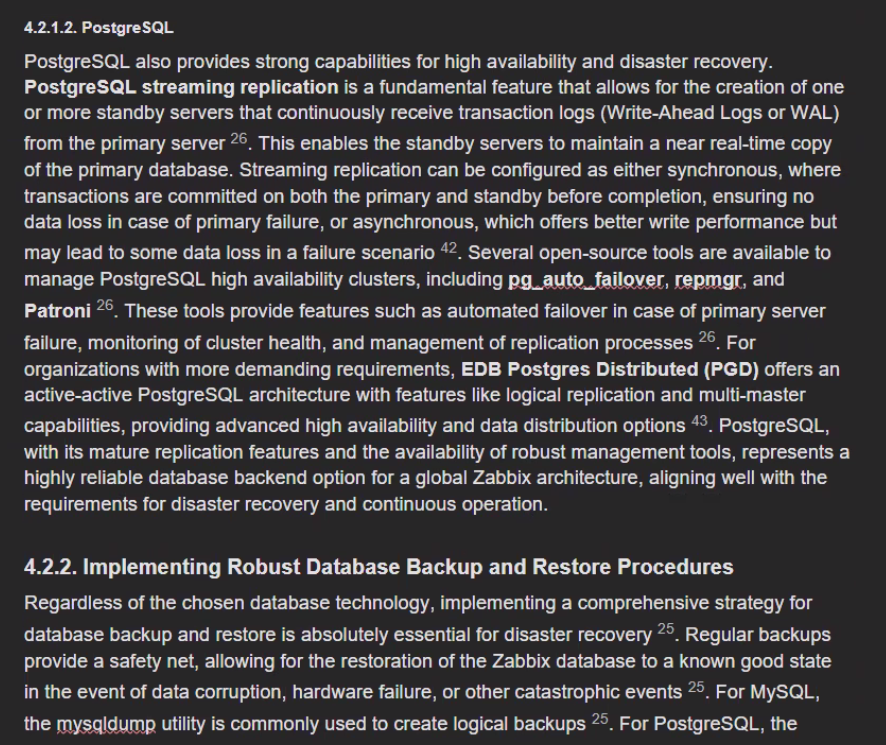 4.2.1.2. PostgreSQL
PostgreSQL also provides strong capabilities for high availability and disaster recovery.
PostgreSQL streaming replication is a fundamental feature that allows for the creation of one
or more standby servers that continuously receive transaction logs (Write-Ahead Logs or WAL)
from the primary server 26. This enables the standby servers to maintain a near real-time copy
of the primary database. Streaming replication can be configured as either synchronous, where
transactions are committed on both the primary and standby before completion, ensuring no
data loss in case of primary failure, or asynchronous, which offers better write performance but
may lead to some data loss in a failure scenario 42. Several open-source tools are available to
manage PostgreSQL high availability clusters, including pg_auto_failover, repmgr, and
Patroni 26. These tools provide features such as automated failover in case of primary server
failure, monitoring of cluster health, and management of replication processes 26. For
organizations with more demanding requirements, EDB Postgres Distributed (PGD) offers an
active-active PostgreSQL architecture with features like logical replication and multi-master
capabilities, providing advanced high availability and data distribution options 43. PostgreSQL,
with its mature replication features and the availability of robust management tools, represents a
highly reliable database backend option for a global Zabbix architecture, aligning well with the
requirements for disaster recovery and continuous operation.
4.2.2. Implementing Robust Database Backup and Restore Procedures
Regardless of the chosen database technology, implementing a comprehensive strategy for
database backup and restore is absolutely essential for disaster recovery 25. Regular backups
provide a safety net, allowing for the restoration of the Zabbix database to a known good state
in the event of data corruption, hardware failure, or other catastrophic events 25. For MySQL,
the mysqldump utility is commonly used to create logical backups 25. For PostgreSQL, the